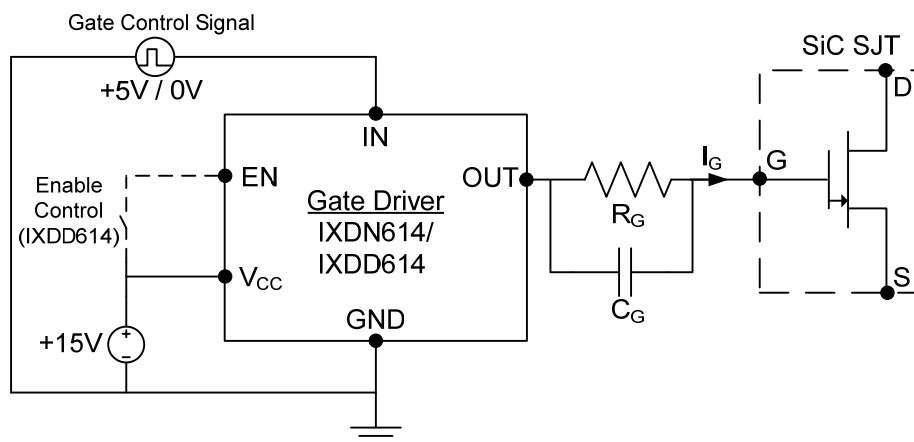 Gate Control Signal
+5V / 0V
SiC SJT
D
IN
EN
Enable
Control
(IXDD614)
Gate Driver
IXDN614/
IXDD614
OUT
IG
G
RG
VCC
CG
S
GND
+15V